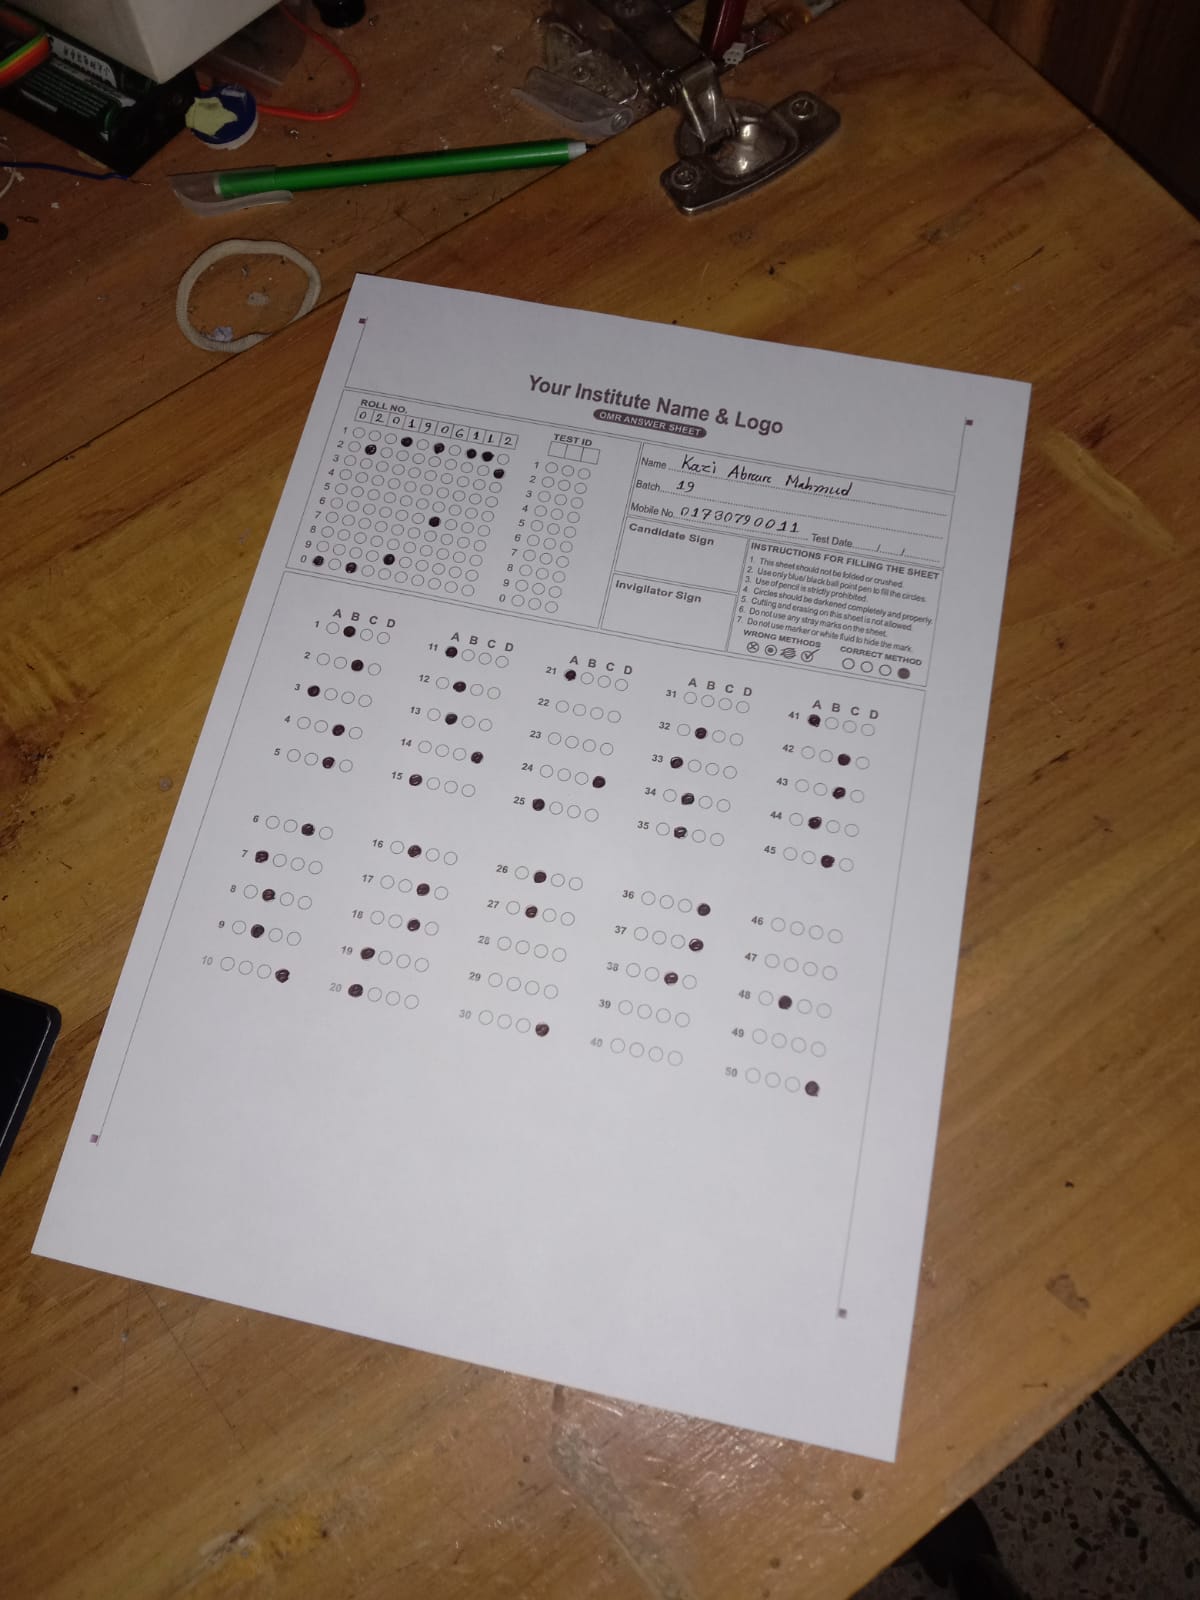 Your Institute Name & Logo
OMR ANSWER SHEET
ROLL NO.
0 2 0 1 9 0 6 1 1 2
1
2
3
4
5
6
7
8
9
0
TEST ID
1
2
3
4
5
6
7
8
9
0
Name Kazi Abraure Mahmud
Batch 19
Mobile No. 01730790011 Test Date / /
Candidate Sign
Invigilator Sign
INSTRUCTIONS FOR FILLING THE SHEET
1. This sheet should not be folded or crushed.
2. Use only blue/ black ball point pen to fill the circles.
3. Use of pencil is strictly prohibited.
4. Circles should be darkened completely and properly.
5. Cutting and erasing on this sheet is not allowed.
6. Do not use any stray marks on the sheet.
7. Do not use marker or white fluid to hide the mark.
WRONG METHODS CORRECT METHOD
A B C D
1
2
3
4
5
6
7
8
9
10
A B C D
11
12
13
14
15
16
17
18
19
20
A B C D
21
22
23
24
25
26
27
28
29
30
A B C D
31
32
33
34
35
36
37
38
39
40
A B C D
41
42
43
44
45
46
47
48
49
50